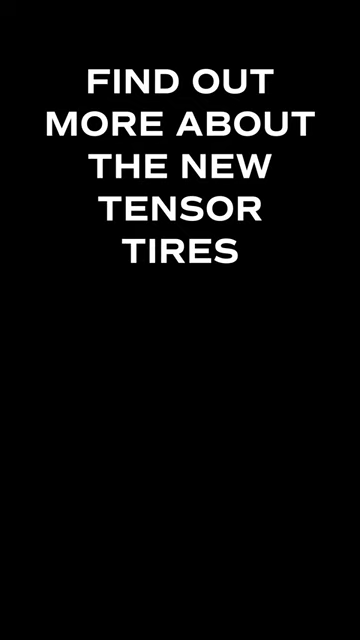 FIND OUT
MORE ABOUT
THE NEW
TENSOR
TIRES